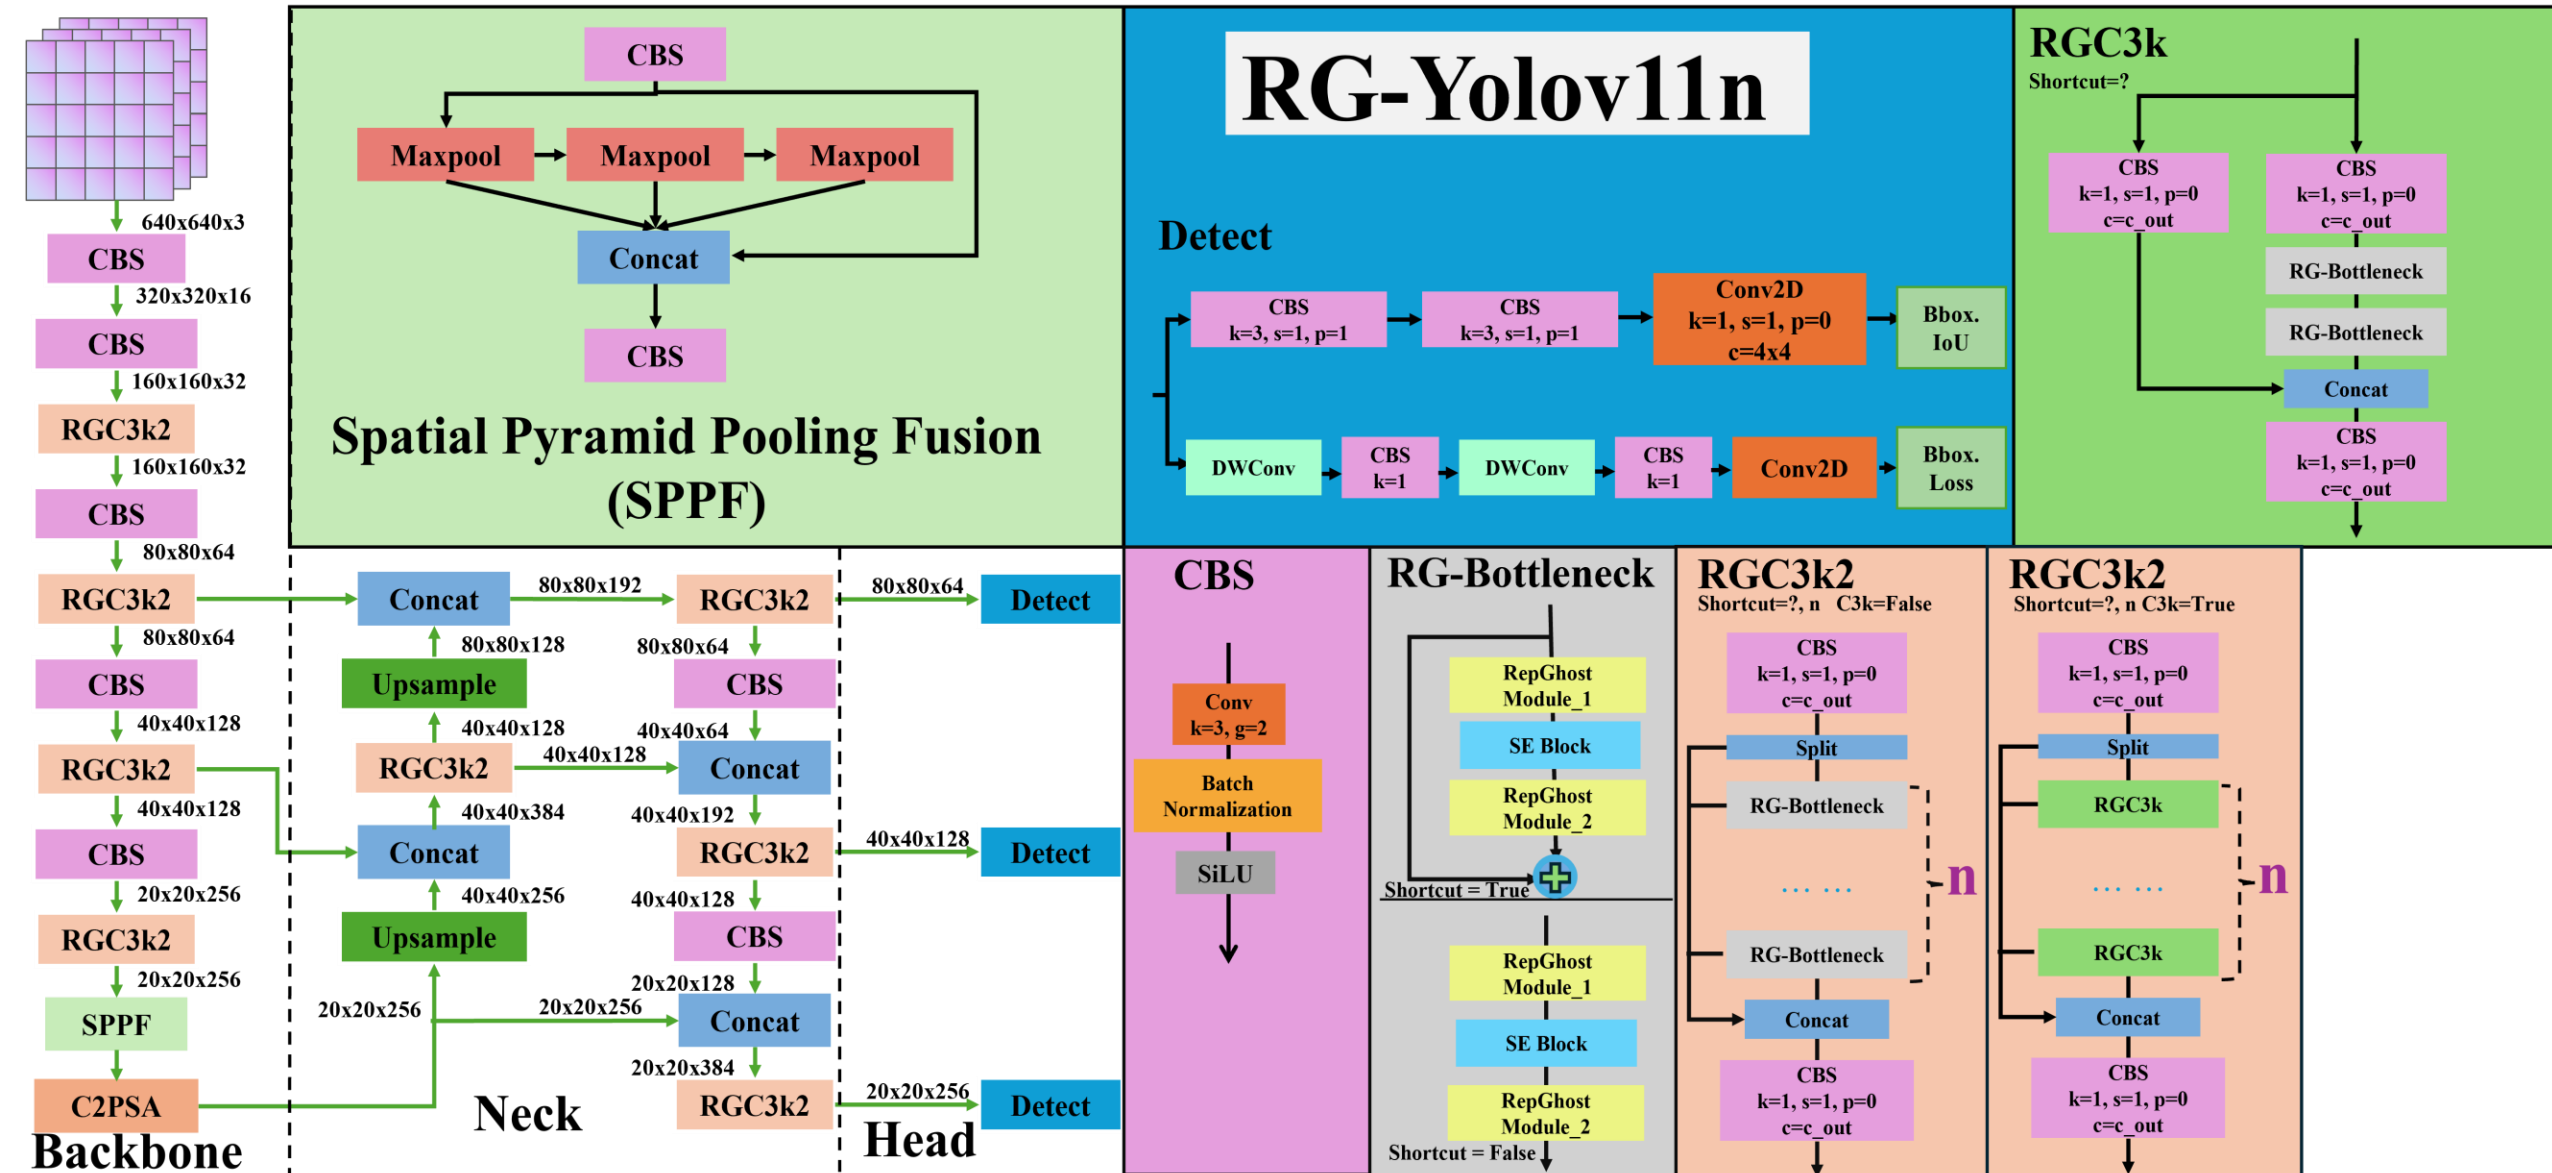 640x640x3
CBS
320x320x16
CBS
160x160x32
RGC3k2
160x160x32
CBS
80x80x64
RGC3k2
80x80x64
CBS
40x40x128
RGC3k2
40x40x128
CBS
20x20x256
RGC3k2
20x20x256
SPPF
C2PSA
Backbone
CBS
Maxpool
Maxpool
Maxpool
Concat
CBS
Spatial Pyramid Pooling Fusion
(SPPF)
Concat
80x80x192
RGC3k2
80x80x64
Detect
80x80x128
80x80x64
Upsample
CBS
40x40x128
40x40x64
RGC3k2
40x40x128
Concat
40x40x384
40x40x192
Concat
RGC3k2
40x40x128
Detect
40x40x256
40x40x128
Upsample
CBS
20x20x128
20x20x256
20x20x256
Concat
20x20x384
RGC3k2
20x20x256
Detect
Neck
Head
RG-Yolov11n
Detect
CBS
k=3, s=1, p=1
CBS
k=3, s=1, p=1
Conv2D
k=1, s=1, p=0
c=4x4
Bbox.
IoU
DWConv
CBS
k=1
DWConv
CBS
k=1
Conv2D
Bbox.
Loss
RGC3k
Shortcut=?
CBS
k=1, s=1, p=0
c=c_out
CBS
k=1, s=1, p=0
c=c_out
RG-Bottleneck
RG-Bottleneck
Concat
CBS
k=1, s=1, p=0
c=c_out
CBS
Conv
k=3, g=2
Batch
Normalization
SiLU
RG-Bottleneck
RepGhost
Module_1
SE Block
RepGhost
Module_2
Shortcut = True
RepGhost
Module_1
SE Block
RepGhost
Module_2
Shortcut = False
RGC3k2
Shortcut=?, n C3k=False
CBS
k=1, s=1, p=0
c=c_out
Split
RG-Bottleneck
... ...
n
RG-Bottleneck
Concat
CBS
k=1, s=1, p=0
c=c_out
RGC3k2
Shortcut=?, n C3k=True
CBS
k=1, s=1, p=0
c=c_out
Split
RGC3k
... ...
n
RGC3k
Concat
CBS
k=1, s=1, p=0
c=c_out